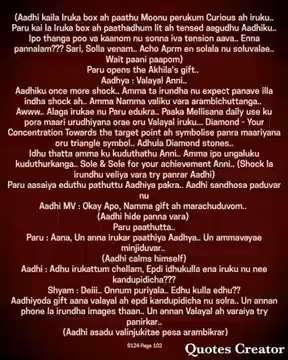 (Aadhi kaila Iruka box ah paathu Moonu perukum Curious ah iruku..
Paru kai la Iruka box ah paathadhum lit ah tensed aagudhu Aadhiku..
Ipo thanga poo va kaanom nu sonna iva tension aava.. Enna
pannalam??? Sari, Solla venam.. Acho Aprm en solala nu soluvalae..
Wait paani paapom)
Paru opens the Akhila's gift..
Aadhya : Valayal Anni..
Aadhiku once more shock.. Amma ta irundha nu expect panave illa
indha shock ah.. Amma Namma valiku vara arambichuttanga..
Awww.. Alaga irukae nu Paru edukra.. Paaka Mellisana daily use ku
pora maari urudhiyana orae oru Valayal iruku... Diamond - Your
Concentration Towards the target point ah symbolise panra maariyana
oru triangle symbol.. Adhula Diamond stones..
Idhu thatta amma ku kuduthathu Anni.. Amma ipo ungaluku
kuduthurkanga.. Sole & Sole for your achievement Anni.. (Shock la
irundhu veliya vara try panrar Aadhi)
Paru aasaiya eduthu pathuttu Aadhiya pakra.. Aadhi sandhosa paduvar
nu
Aadhi MV : Okay Apo, Namma gift ah marachuduvom..
(Aadhi hide panna vara)
Paru paathutta..
Paru : Aana, Un anna irukar paathiya Aadhya.. Un ammavayae
minjiduvar..
(Aadhi calms himself)
Aadhi : Adhu irukattum chellam, Epdi idhukulla ena iruku nu nee
kandupidicha???
Shyam : Deiii.. Onnum puriyala.. Edhu kulla edhu??
Aadhiyoda gift aana valayal ah epdi kandupidicha nu solra.. Un annan
phone la irundha images thaan.. Un annan Valayal ah varaiya try
panirkar..
(Aadhi asadu valinjukitae pesa arambikrar)
S124 Page 102
Quotes Creator